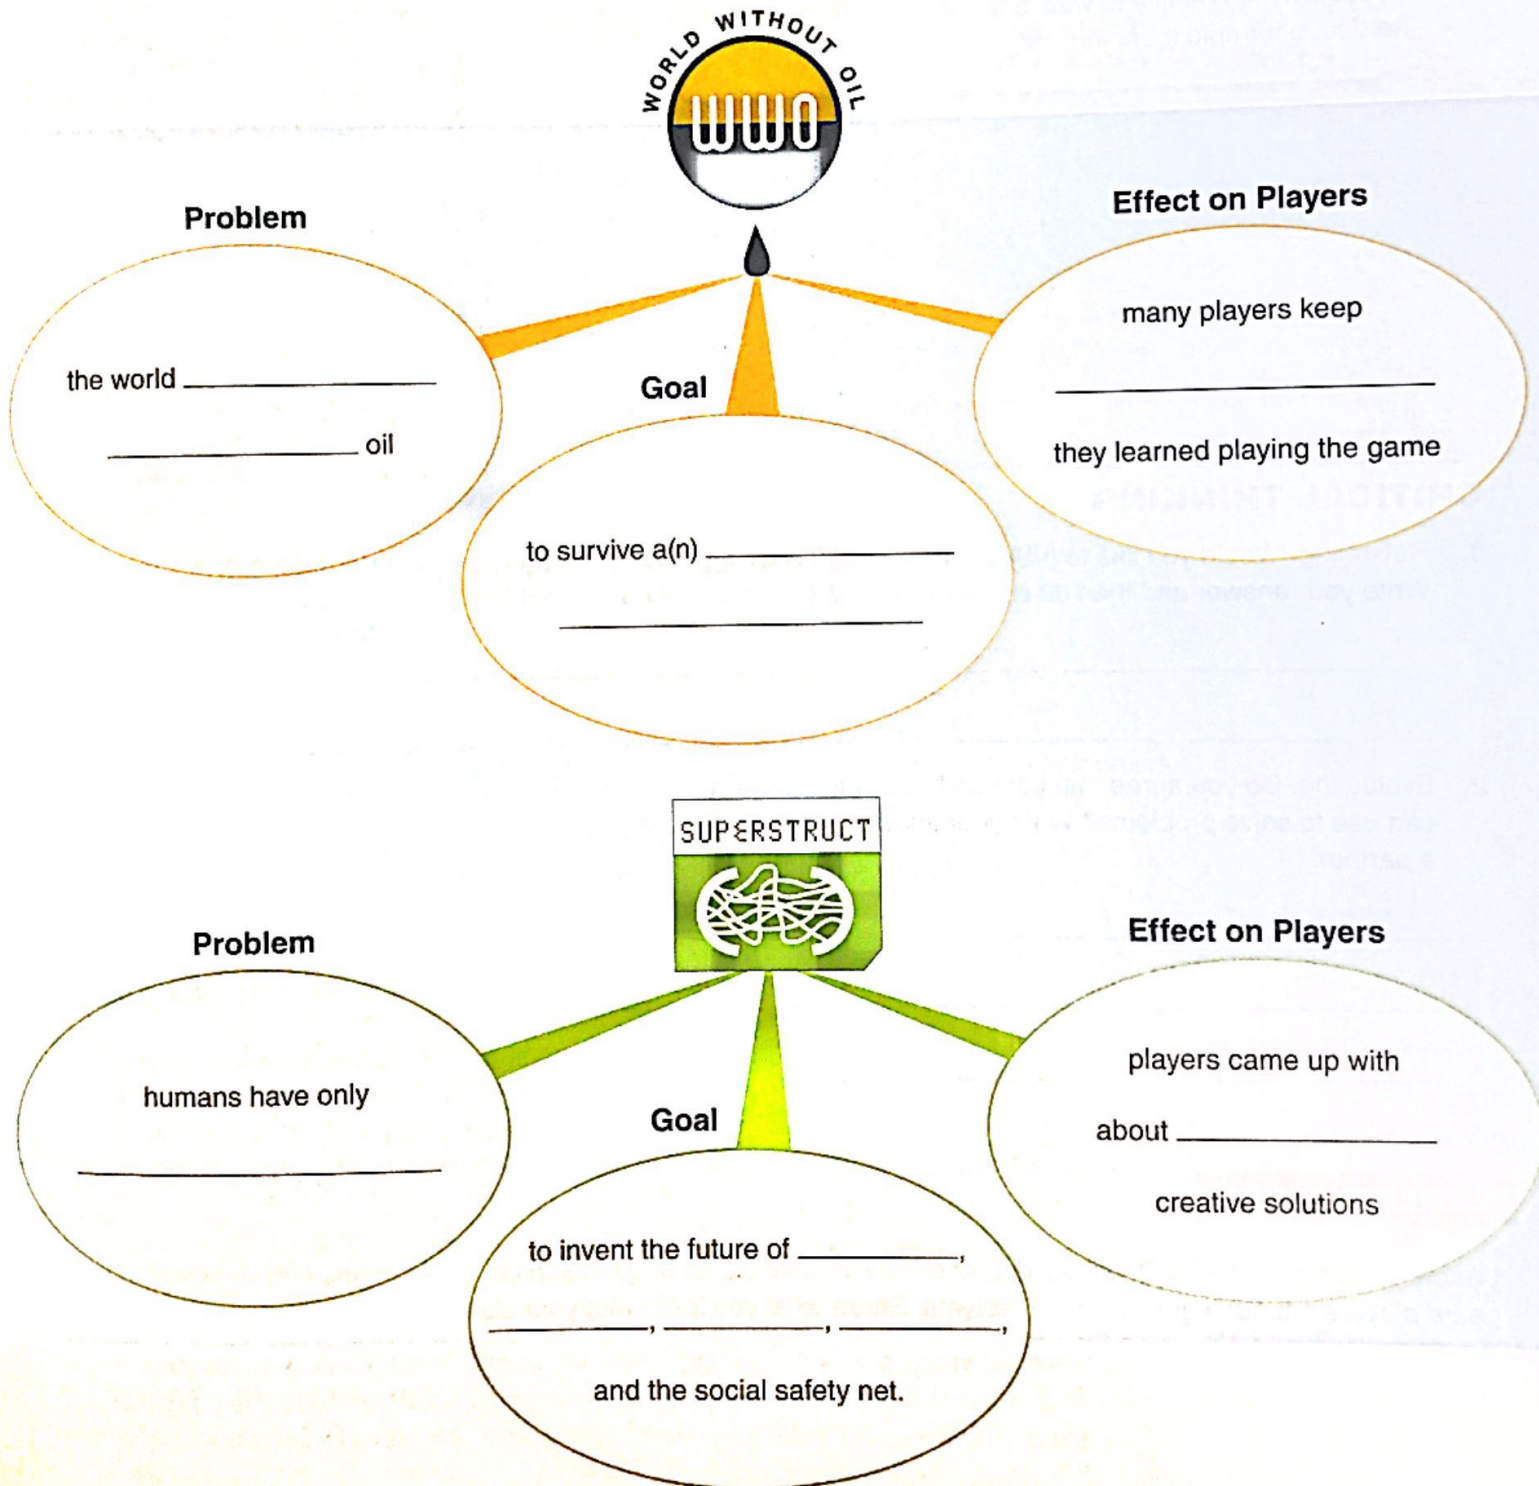 WORLD WITHOUT OIL
WWO
Problem
the world
oil
Goal
to survive a(n)
Effect on Players
many players keep
they learned playing the game
SUPERSTRUCT
Problem
humans have only
Goal
to invent the future of ,
, , ,
and the social safety net.
Effect on Players
players came up with
about
creative solutions